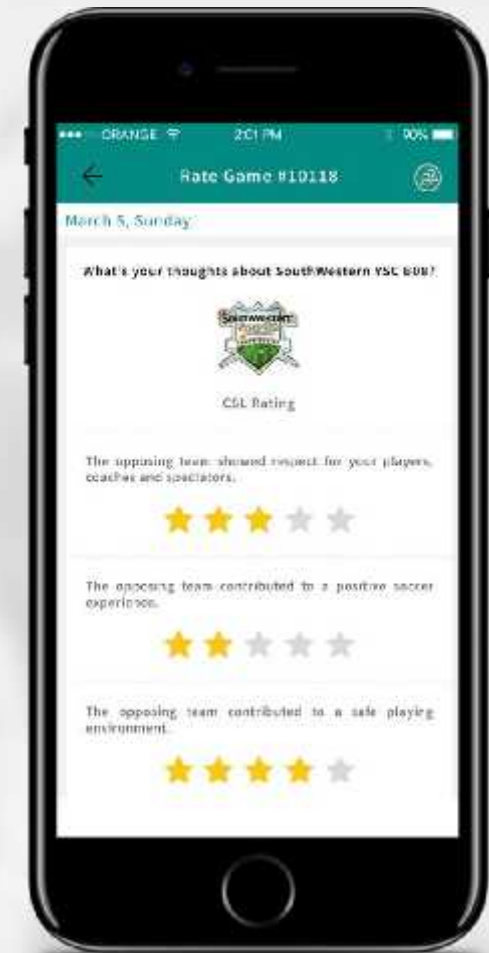 ORANGE 2:01 PM 90%
Rate Game #10118
March 5, Sunday
What's your thoughts about SouthWestern YSC B08?
SOUTHWESTERN
CSL Rating
The opposing team showed respect for your players,
coaches and spectators.
The opposing team contributed to a positive soccer
experience.
The opposing team contributed to a safe playing
environment.